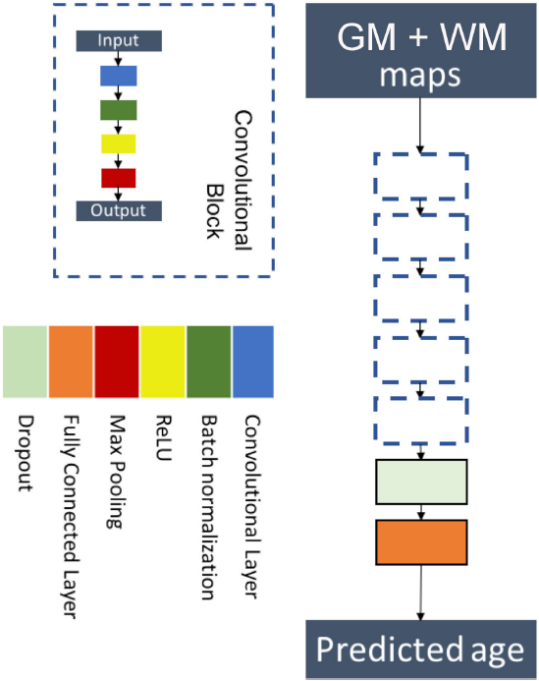 Input
Output
Convolutional
Block
GM + WM
maps
Dropout
Fully Connected Layer
Max Pooling
ReLU
Batch normalization
Convolutional Layer
Predicted age